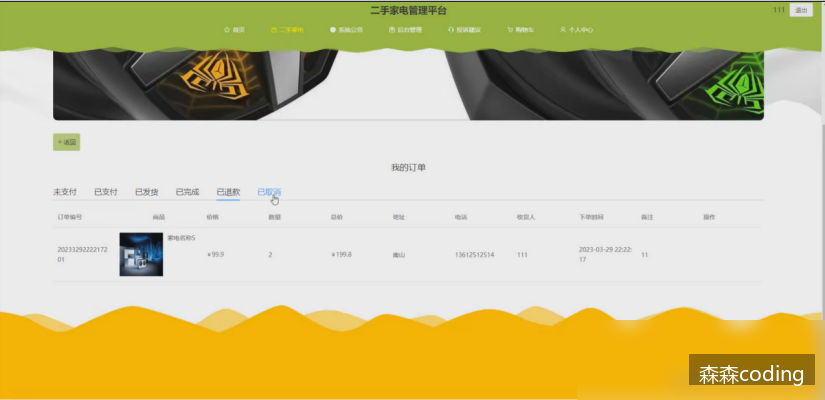 二手家电管理平台
111 退出
首页 二手家电 系统公告 后台管理 投诉建议 购物车 个人中心
返回
我的订单
未支付 已支付 已发货 已完成 已退款 已取消
订单编号 商品 价格 数量 总价 地址 电话 收货人 下单时间 备注 操作
家电名称5
20233292222172 ¥99.9 2 ¥199.8 13612512514 111 2023-03-29 22:22: 11
01 17
森森coding